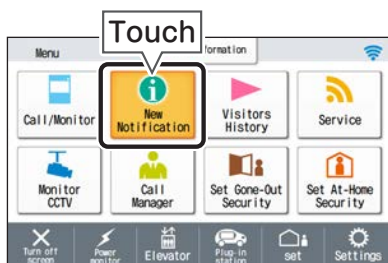 Touch
Menu
formation
Call/Monitor
New
Notification
Visitors
History
Service
Monitor
CCTV
Call
Manager
Set Gone-Out
Security
Set At-Home
Security
Turn off
screen
Power
monitor
Elevator
Plug-in
station
set
Settings